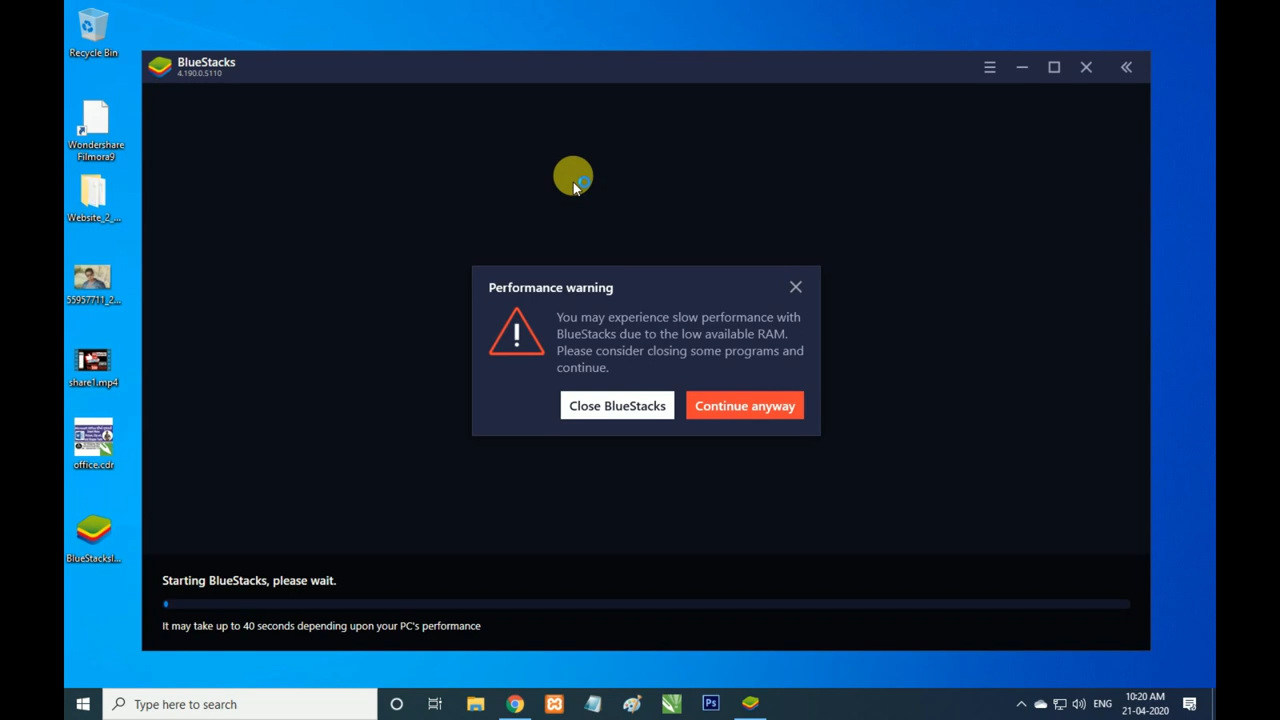 Recycle Bin
Wondershare
Filmora9
Website_2_...
55957711_2...
share1.mp4
office.cdr
BlueStacksI...
BlueStacks
4.190.0.5110
Performance warning
You may experience slow performance with
BlueStacks due to the low available RAM.
Please consider closing some programs and
continue.
Close BlueStacks
Continue anyway
Starting BlueStacks, please wait.
It may take up to 40 seconds depending upon your PC's performance
Type here to search
Ps
ENG
10:20 AM
21-04-2020